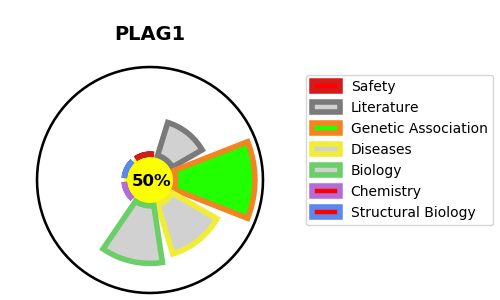 PLAG1
50%
Safety
Literature
Genetic Association
Diseases
Biology
Chemistry
Structural Biology